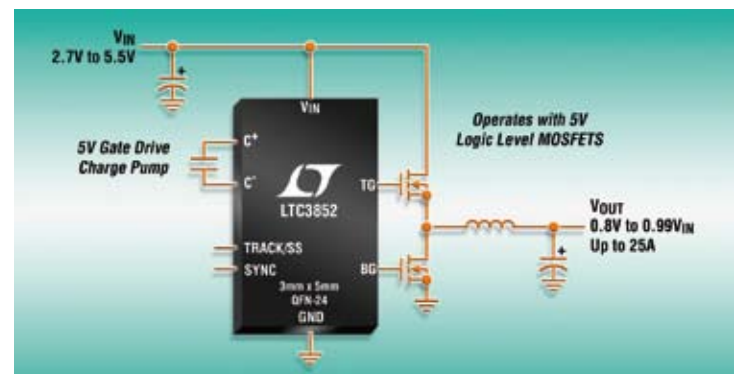 VIN
2.7V to 5.5V
5V Gate Drive
Charge Pump
VIN
C+
C-
LTC3852
TRACK/SS
SYNC
3mm x 5mm
QFN-24
GND
TG
BG
Operates with 5V
Logic Level MOSFETS
VOUT
0.8V to 0.99VIN
Up to 25A
+
+